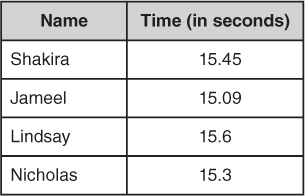 Name Time (in seconds)
Shakira 15.45
Jameel 15.09
Lindsay 15.6
Nicholas 15.3